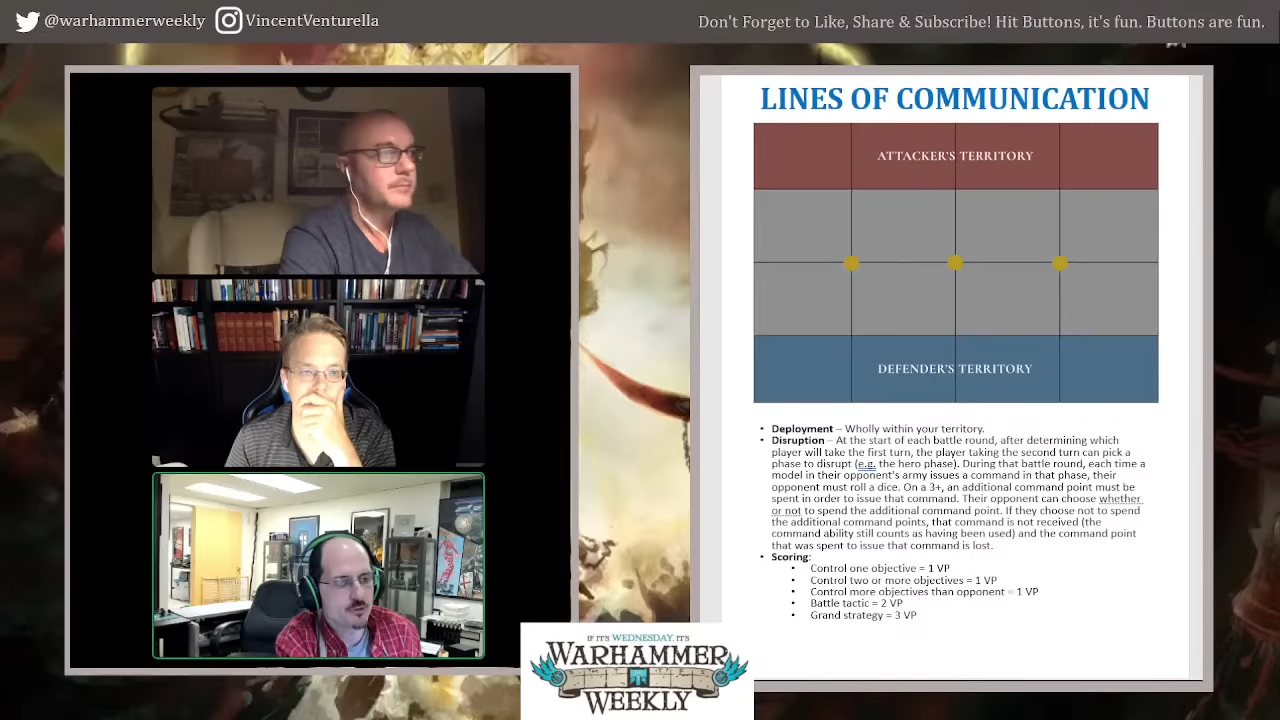 @warhammerweekly VincentVenturella
Don't Forget to Like, Share & Subscribe! Hit Buttons, it's fun. Buttons are fun.
LINES OF COMMUNICATION
ATTACKER'S TERRITORY
DEFENDER'S TERRITORY
• Deployment – Wholly within your territory.
• Disruption – At the start of each battle round, after determining which
player will take the first turn, the player taking the second turn can pick a
phase to disrupt (e.g. the hero phase). During that battle round, each time a
model in their opponent's army issues a command in that phase, their
opponent must roll a dice. On a 3+, an additional command point must be
spent in order to issue that command. Their opponent can choose whether
or not to spend the additional command point. If they choose not to spend
the additional command points, that command is not received (the
command ability still counts as having been used) and the command point
that was spent to issue that command is lost.
• Scoring:
• Control one objective = 1 VP
• Control two or more objectives = 1 VP
• Control more objectives than opponent = 1 VP
• Battle tactic = 2 VP
• Grand strategy = 3 VP
IF IT'S WEDNESDAY, IT'S
WARHAMMER
WEEKLY